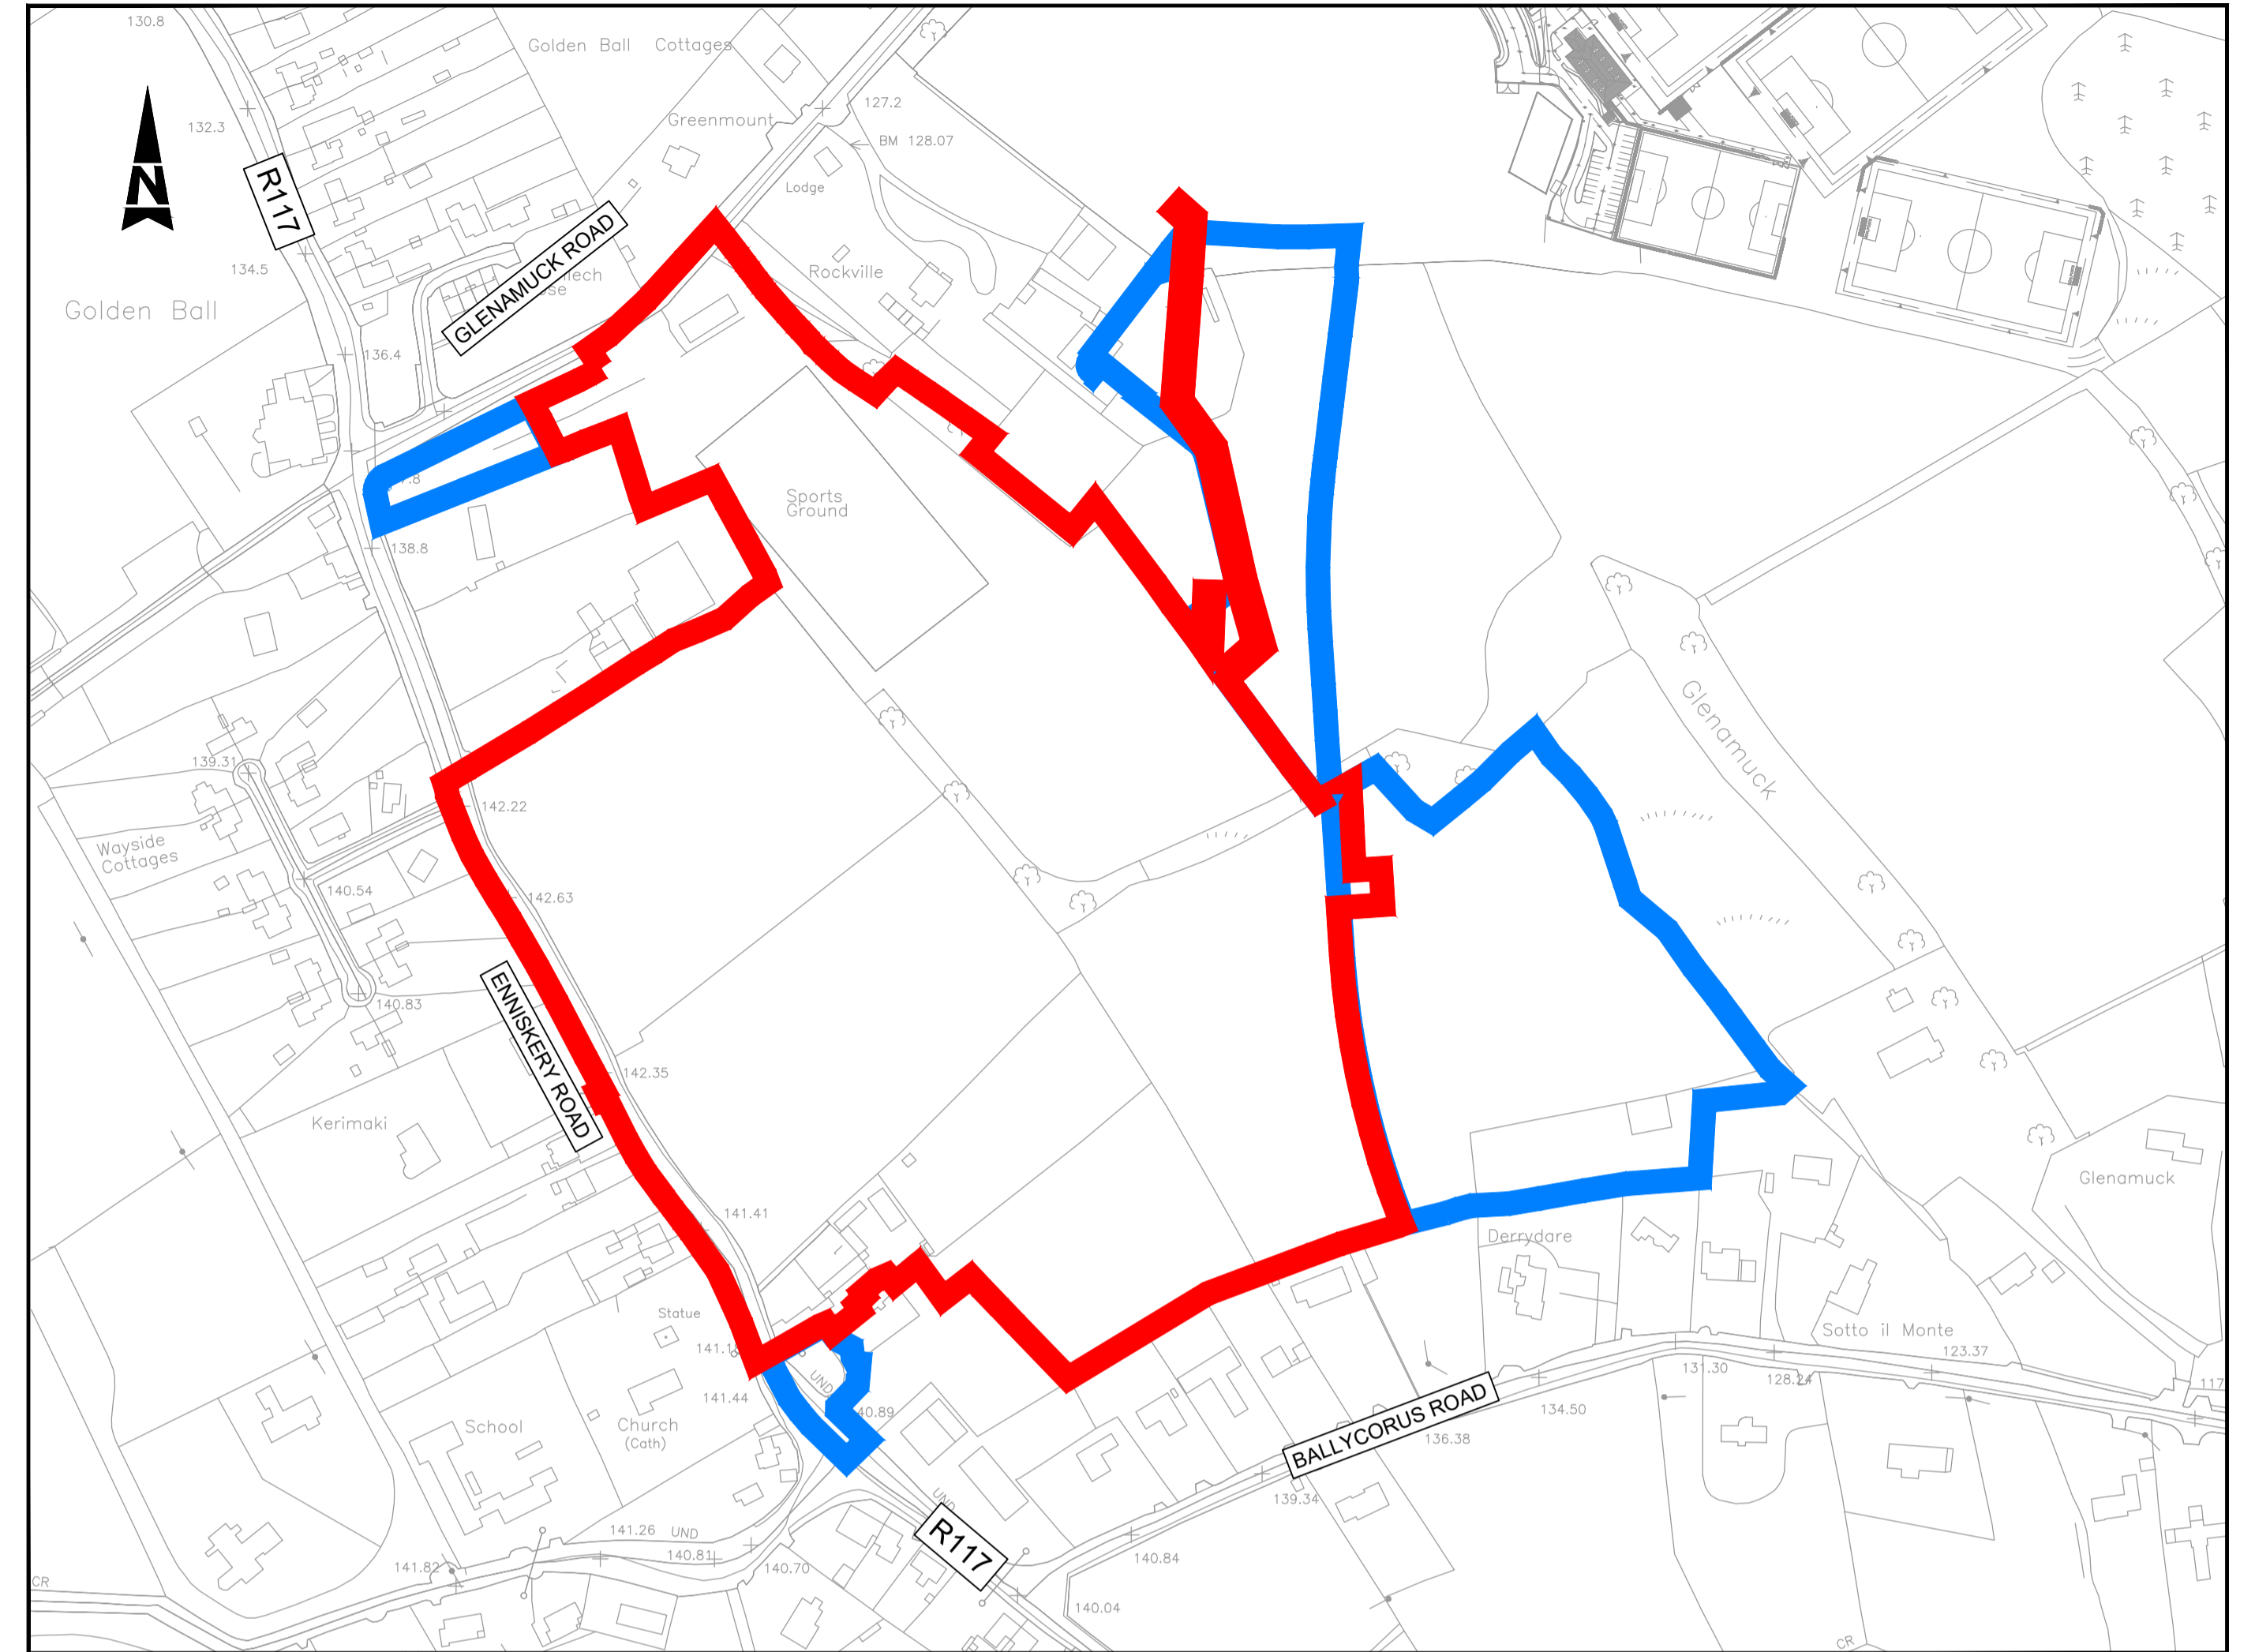 130.8
Golden Ball Cottages
127.2
132.3
Greenmount
BM 128.07
N
R117
Lodge
GLENAMUCK ROAD
134.5
Rockville
Golden Ball
136.4
Sports
Ground
138.8
Glenamuck
139.31
142.22
Wayside
Cottages
140.54
142.63
140.83
ENNISKERY ROAD
142.35
Kerimaki
Glenamuck
141.41
Derrydare
Statue
Sotto il Monte
123.37
131.30
128.24
UND
141.44
117
BALLYCORUS ROAD
134.50
School
Church
(Cath)
40.89
136.38
139.34
UND
R117
141.26 UND
140.81
140.84
141.82
140.70
CR
140.04
CR